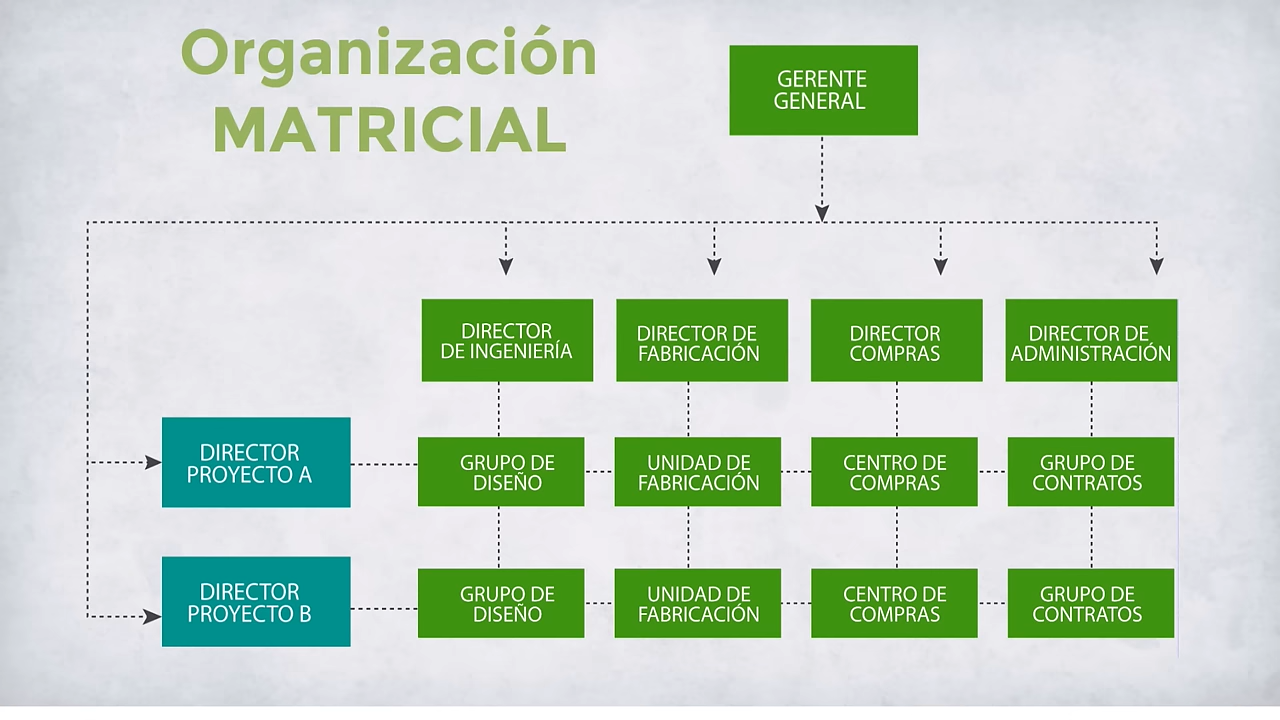 Organización
MATRICIAL
GERENTE
GENERAL
DIRECTOR
DE INGENIERÍA
DIRECTOR DE
FABRICACIÓN
DIRECTOR
COMPRAS
DIRECTOR DE
ADMINISTRACIÓN
DIRECTOR
PROYECTO A
GRUPO DE
DISEÑO
UNIDAD DE
FABRICACIÓN
CENTRO DE
COMPRAS
GRUPO DE
CONTRATOS
DIRECTOR
PROYECTO B
GRUPO DE
DISEÑO
UNIDAD DE
FABRICACIÓN
CENTRO DE
COMPRAS
GRUPO DE
CONTRATOS